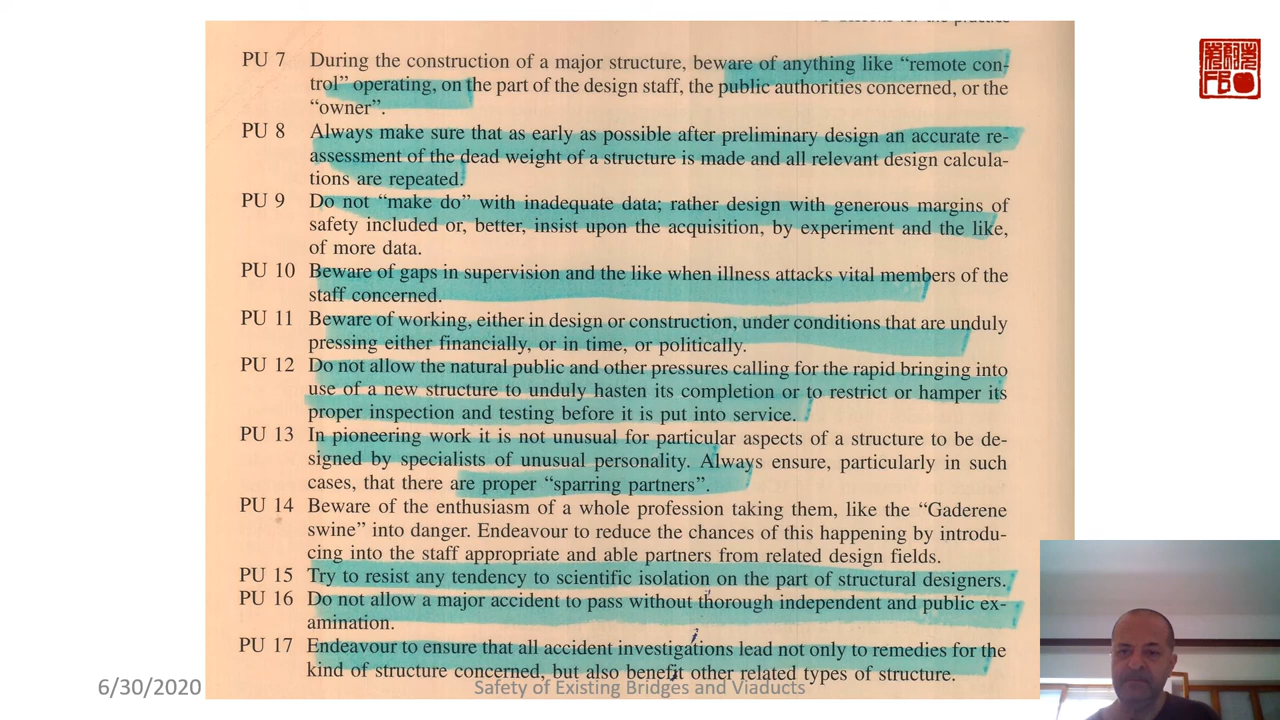 12 Lessons for the practice
PU 7 During the construction of a major structure, beware of anything like “remote con-
trol” operating, on the part of the design staff, the public authorities concerned, or the
“owner”.
PU 8 Always make sure that as early as possible after preliminary design an accurate re-
assessment of the dead weight of a structure is made and all relevant design calcula-
tions are repeated.
PU 9 Do not “make do” with inadequate data; rather design with generous margins of
safety included or, better, insist upon the acquisition, by experiment and the like,
of more data.
PU 10 Beware of gaps in supervision and the like when illness attacks vital members of the
staff concerned.
PU 11 Beware of working, either in design or construction, under conditions that are unduly
pressing either financially, or in time, or politically.
PU 12 Do not allow the natural public and other pressures calling for the rapid bringing into
use of a new structure to unduly hasten its completion or to restrict or hamper its
proper inspection and testing before it is put into service.
PU 13 In pioneering work it is not unusual for particular aspects of a structure to be de-
signed by specialists of unusual personality. Always ensure, particularly in such
cases, that there are proper “sparring partners”.
PU 14 Beware of the enthusiasm of a whole profession taking them, like the “Gaderene
swine” into danger. Endeavour to reduce the chances of this happening by introdu-
cing into the staff appropriate and able partners from related design fields.
PU 15 Try to resist any tendency to scientific isolation on the part of structural designers.
PU 16 Do not allow a major accident to pass without thorough independent and public ex-
amination.
PU 17 Endeavour to ensure that all accident investigations lead not only to remedies for the
kind of structure concerned, but also benefit other related types of structure.
6/30/2020
Safety of Existing Bridges and Viaducts